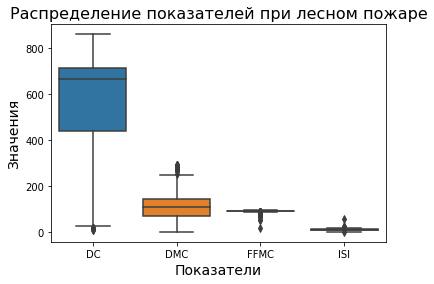 Распределение показателей при лесном пожаре
Значения
800
600
400
200
0
DC DMC FFMC ISI
Показатели